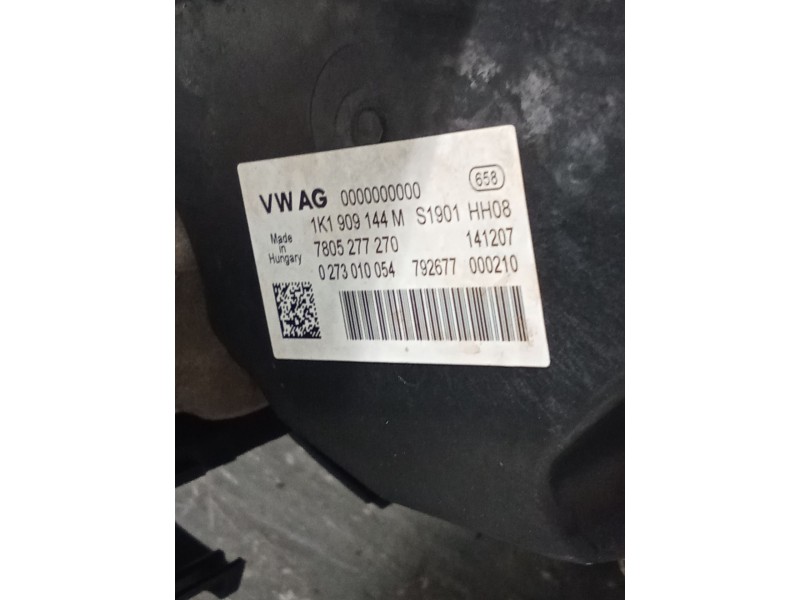 VW AG 0000000000 658
1K1 909 144 M S1901 HH08
Made in Hungary
7805 277 270 141207
0 273 010 054 792677 000210